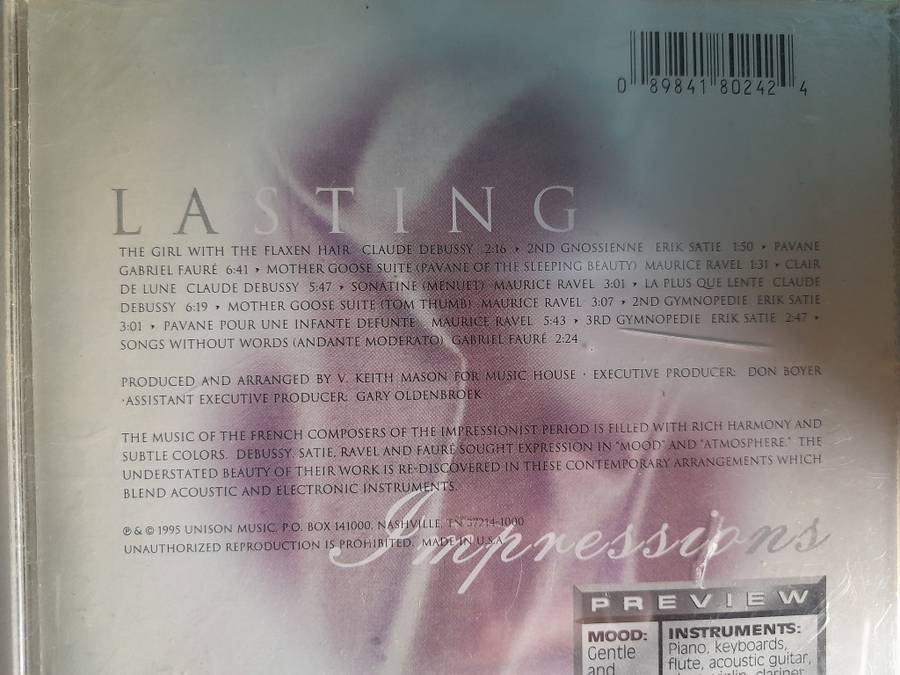 0 89841 80242 4
LASTING
THE GIRL WITH THE FLAXEN HAIR CLAUDE DEBUSSY 2:16 • 2ND GNOSSIENNE ERIK SATIE 1:50 • PAVANE
GABRIEL FAURÉ 6:41 • MOTHER GOOSE SUITE (PAVANE OF THE SLEEPING BEAUTY) MAURICE RAVEL 1:31 • CLAIR
DE LUNE CLAUDE DEBUSSY 5:47 • SONATINE (MENUET) MAURICE RAVEL 3:01 • LA PLUS QUE LENTE CLAUDE
DEBUSSY 6:19 • MOTHER GOOSE SUITE (TOM THUMB) MAURICE RAVEL 3:07 • 2ND GYMNOPEDIE ERIK SATIE
3:01 • PAVANE POUR UNE INFANTE DEFUNTE MAURICE RAVEL 5:43 • 3RD GYMNOPEDIE ERIK SATIE 2:47 •
SONGS WITHOUT WORDS (ANDANTE MODERATO) GABRIEL FAURÉ 2:24
PRODUCED AND ARRANGED BY V. KEITH MASON FOR MUSIC HOUSE · EXECUTIVE PRODUCER: DON BOYER
·ASSISTANT EXECUTIVE PRODUCER: GARY OLDENBROEK
THE MUSIC OF THE FRENCH COMPOSERS OF THE IMPRESSIONIST PERIOD IS FILLED WITH RICH HARMONY AND
SUBTLE COLORS. DEBUSSY, SATIE, RAVEL AND FAURÉ SOUGHT EXPRESSION IN "MOOD" AND "ATMOSPHERE." THE
UNDERSTATED BEAUTY OF THEIR WORK IS RE-DISCOVERED IN THESE CONTEMPORARY ARRANGEMENTS WHICH
BLEND ACOUSTIC AND ELECTRONIC INSTRUMENTS.
℗ & © 1995 UNISON MUSIC, P.O. BOX 141000, NASHVILLE, TN 37214-1000
UNAUTHORIZED REPRODUCTION IS PROHIBITED. MADE IN U.S.A.
Impressions
PREVIEW
MOOD:
Gentle
and
INSTRUMENTS:
Piano, keyboards,
flute, acoustic guitar,
violin, clarinet